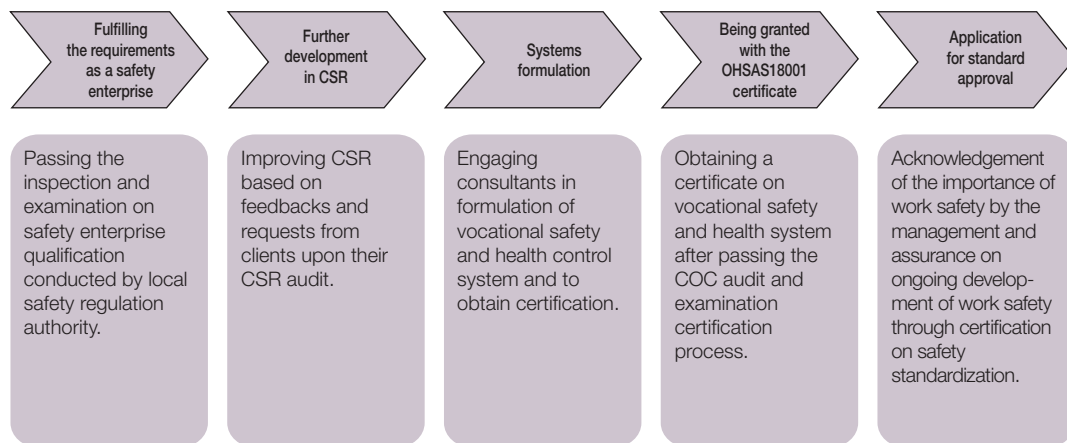 Fulfilling
the requirements
as a safety
enterprise
Further
development
in CSR
Systems
formulation
Being granted
with the
OHSAS18001
certificate
Application
for standard
approval
Passing the
inspection and
examination on
safety enterprise
qualification
conducted by local
safety regulation
authority.
Improving CSR
based on
feedbacks and
requests from
clients upon their
CSR audit.
Engaging
consultants in
formulation of
vocational safety
and health control
system and to
obtain certification.
Obtaining a
certificate on
vocational safety
and health system
after passing the
COC audit and
examination
certification
process.
Acknowledgement
of the importance of
work safety by the
management and
assurance on
ongoing develop-
ment of work safety
through certification
on safety
standardization.